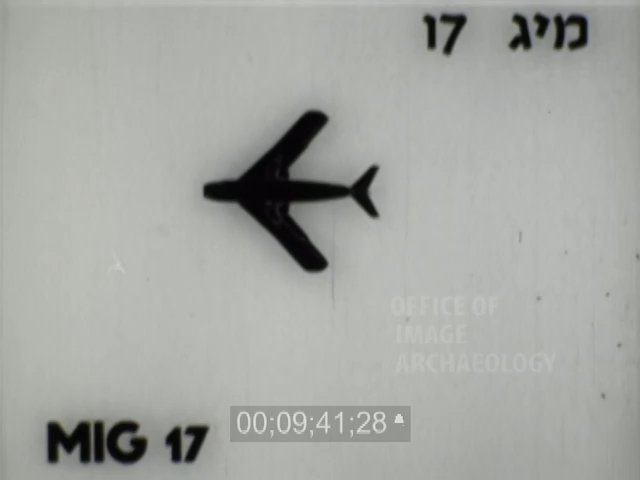 מיג 17
OFFICE OF
IMAGE
ARCHAEOLOGY
00;09;41;28
MIG 17